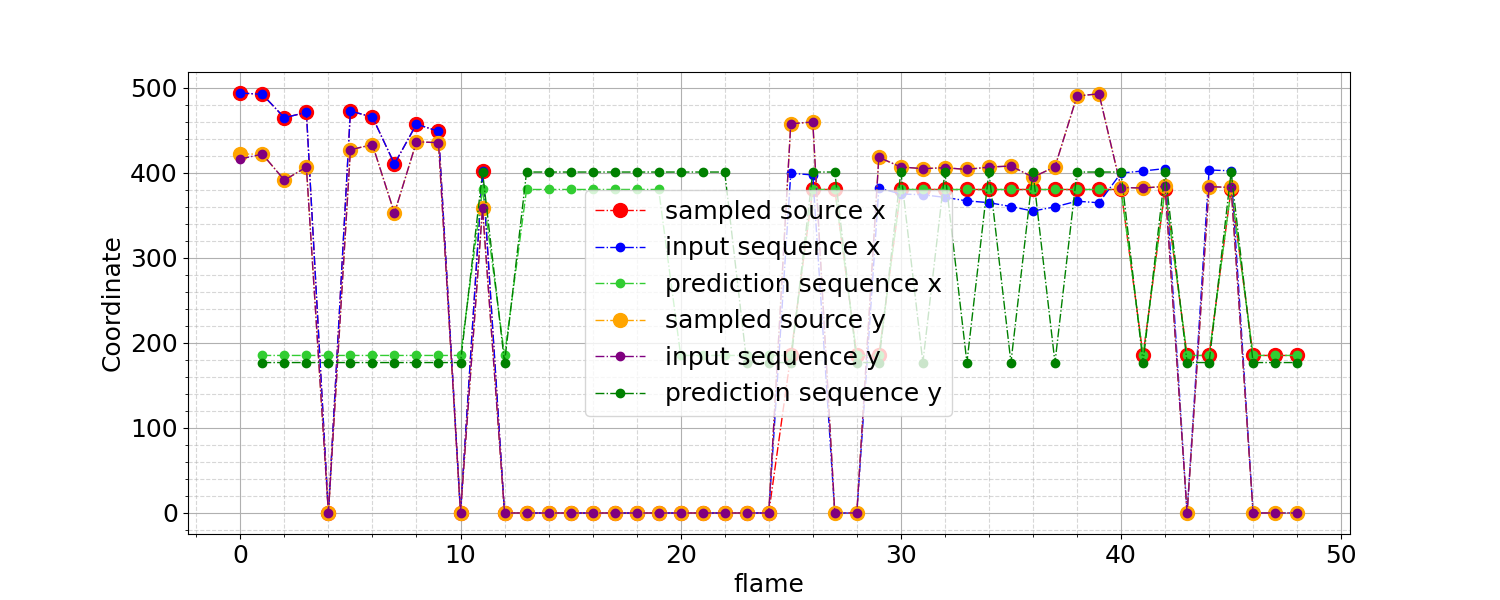 Coordinate
500
400
300
200
100
0
sampled source x
input sequence x
prediction sequence x
sampled source y
input sequence y
prediction sequence y
0 10 20 30 40 50
flame